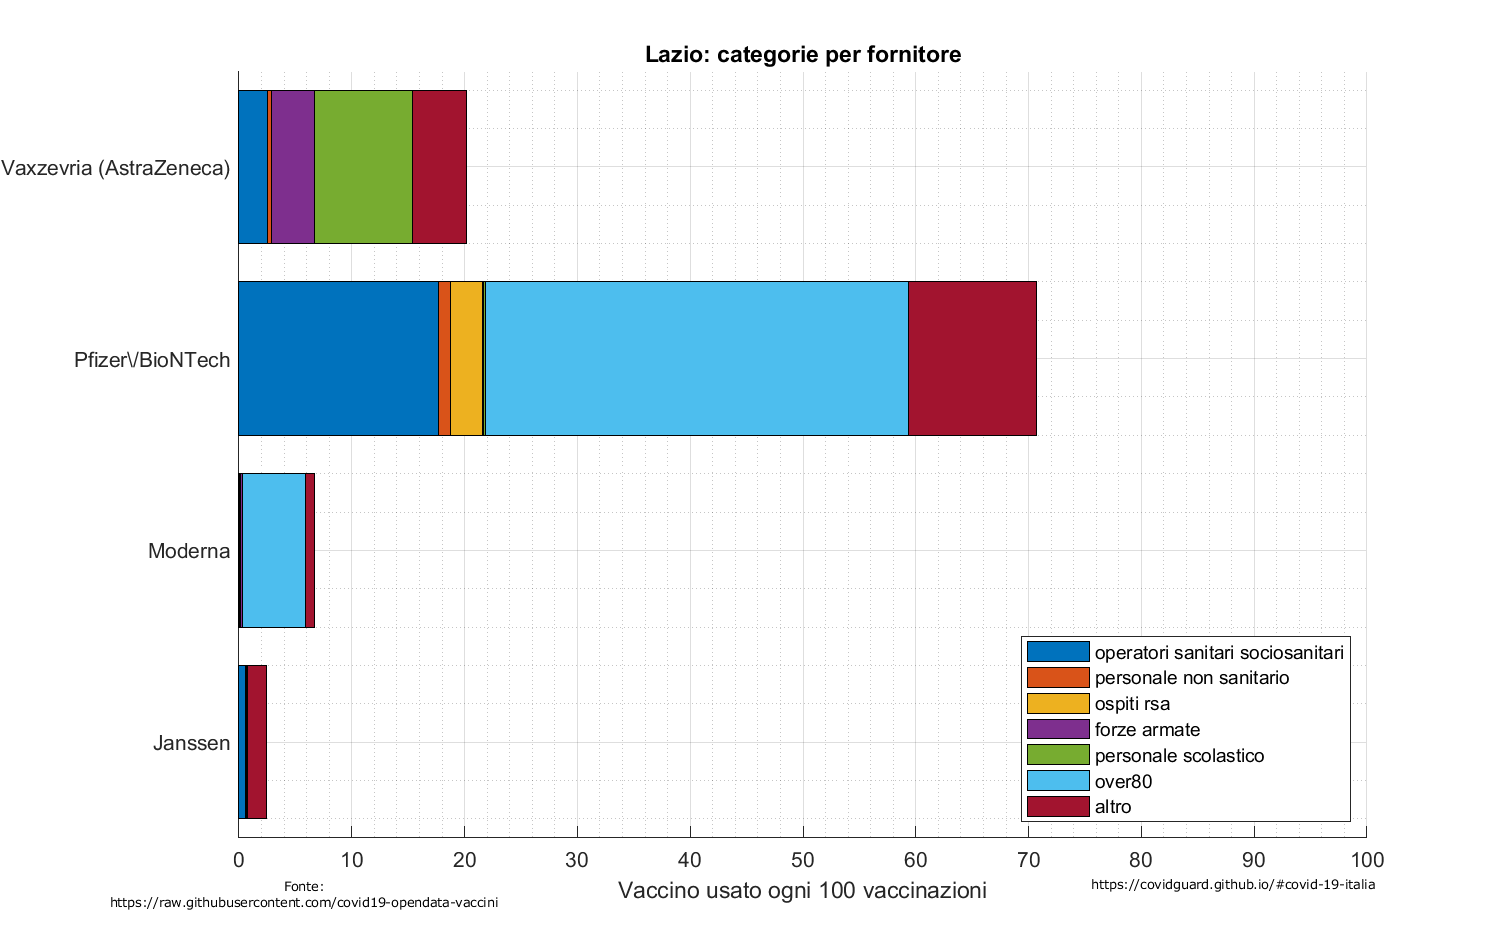 Lazio: categorie per fornitore
Vaxzevria (AstraZeneca)
Pfizer\/BioNTech
Moderna
Janssen
operatori sanitari sociosanitari
personale non sanitario
ospiti rsa
forze armate
personale scolastico
over80
altro
0 10 20 30 40 50 60 70 80 90 100
Vaccino usato ogni 100 vaccinazioni
Fonte:
https://raw.githubusercontent.com/covid19-opendata-vaccini
https://covidguard.github.io/#covid-19-italia